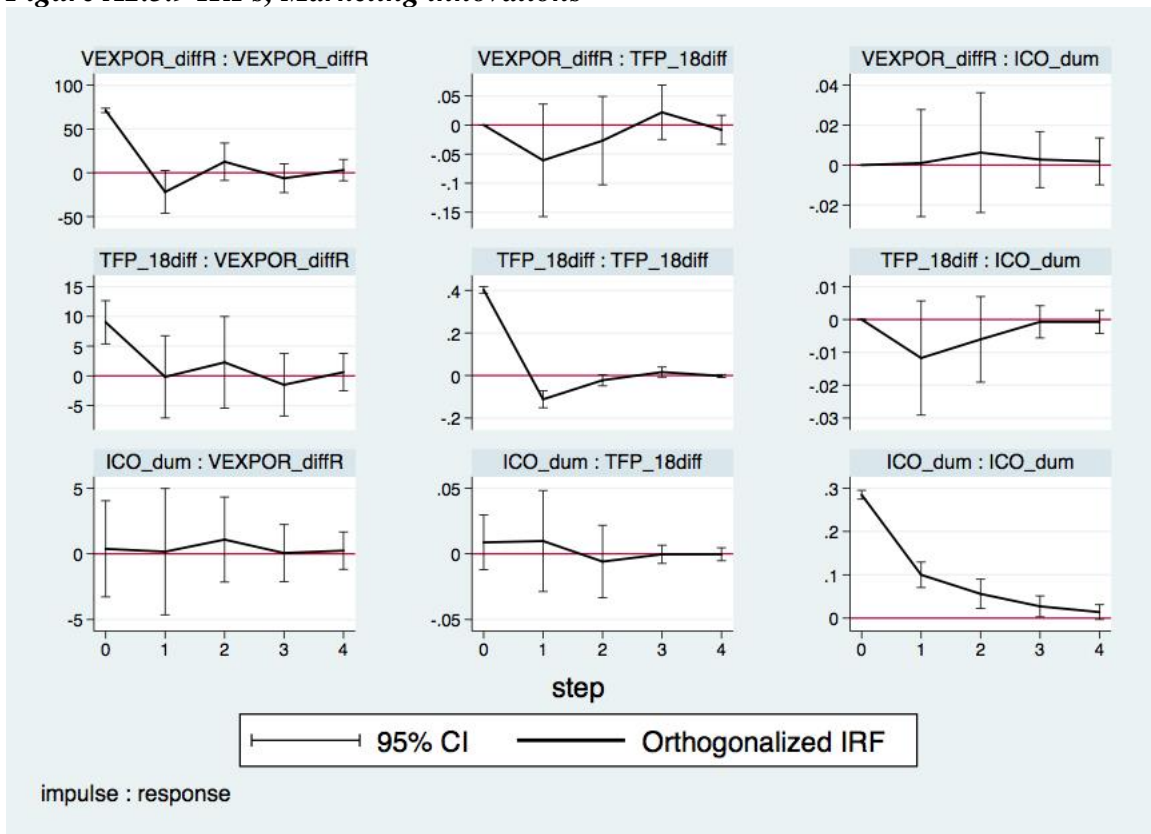 VEXPOR_diffR : VEXPOR_diffR
VEXPOR_diffR : TFP_18diff
VEXPOR_diffR : ICO_dum
100
50
0
-50
.05
0
-.05
-.1
-.15
.04
.02
0
-.02
TFP_18diff : VEXPOR_diffR
TFP_18diff : TFP_18diff
TFP_18diff : ICO_dum
15
10
5
0
-5
.4
.2
0
-.2
.01
0
-.01
-.02
-.03
ICO_dum : VEXPOR_diffR
ICO_dum : TFP_18diff
ICO_dum : ICO_dum
5
0
-5
.05
0
-.05
.3
.2
.1
0
0 1 2 3 4
0 1 2 3 4
0 1 2 3 4
step
95% CI
Orthogonalized IRF
impulse : response